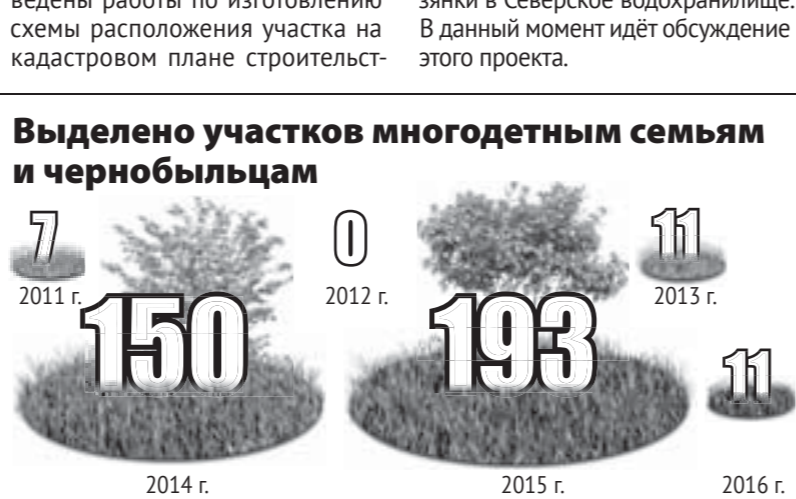 ведены работы по изготовлению
схемы расположения участка на
кадастровом плане строительст-
зянки в Северское водохранилище.
В данный момент идёт обсуждение
этого проекта.
Выделено участков многодетным семьям
и чернобыльцам
7
2011 г.
0
2012 г.
11
2013 г.
150
2014 г.
193
2015 г.
11
2016 г.